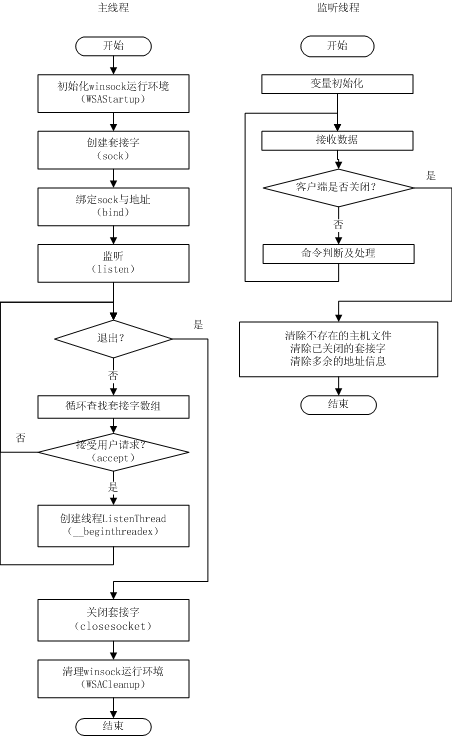 主线程
开始
初始化winsock运行环境
(WSAStartup)
创建套接字
(sock)
绑定sock与地址
(bind)
监听
(listen)
退出？
是
否
循环查找套接字数组
接受用户请求？
(accept)
否
是
创建线程ListenThread
(__beginthreadex)
关闭套接字
(closesocket)
清理winsock运行环境
(WSACleanup)
结束
监听线程
开始
变量初始化
接收数据
客户端是否关闭？
是
否
命令判断及处理
清除不存在的主机文件
清除已关闭的套接字
清除多余的地址信息
结束